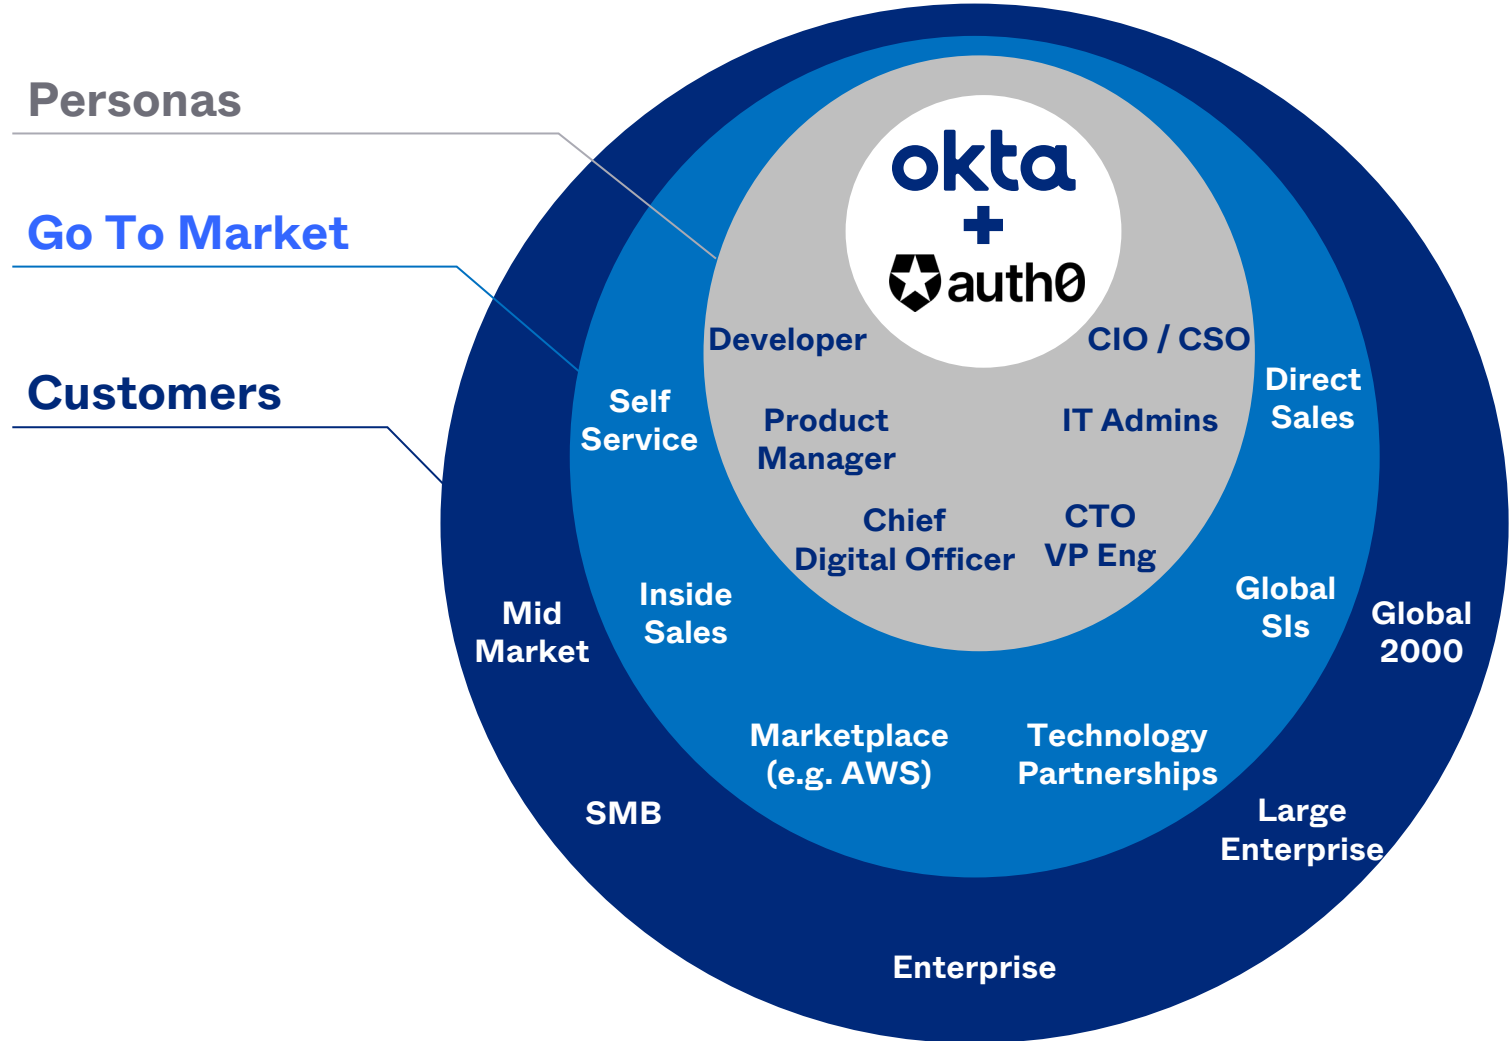 Personas
Go To Market
Customers
okta
+
auth0
Developer
CIO / CSO
Product
Manager
IT Admins
Chief
Digital Officer
CTO
VP Eng
Self
Service
Direct
Sales
Inside
Sales
Global
SIs
Marketplace
(e.g. AWS)
Technology
Partnerships
Mid
Market
Global
2000
SMB
Large
Enterprise
Enterprise